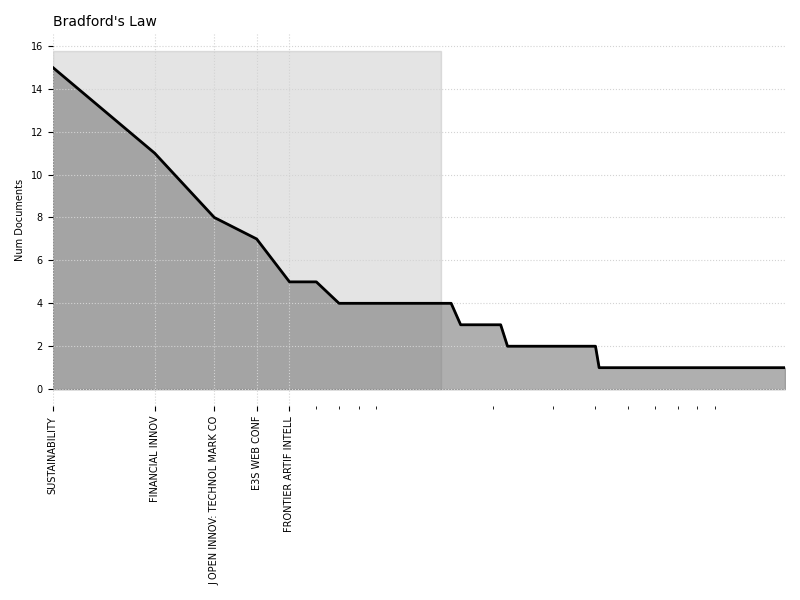 Bradford's Law
16
14
12
10
8
6
4
2
0
Num Documents
SUSTAINABILITY
FINANCIAL INNOV
J OPEN INNOV: TECHNOL MARK CO
E3S WEB CONF
FRONTIER ARTIF INTELL